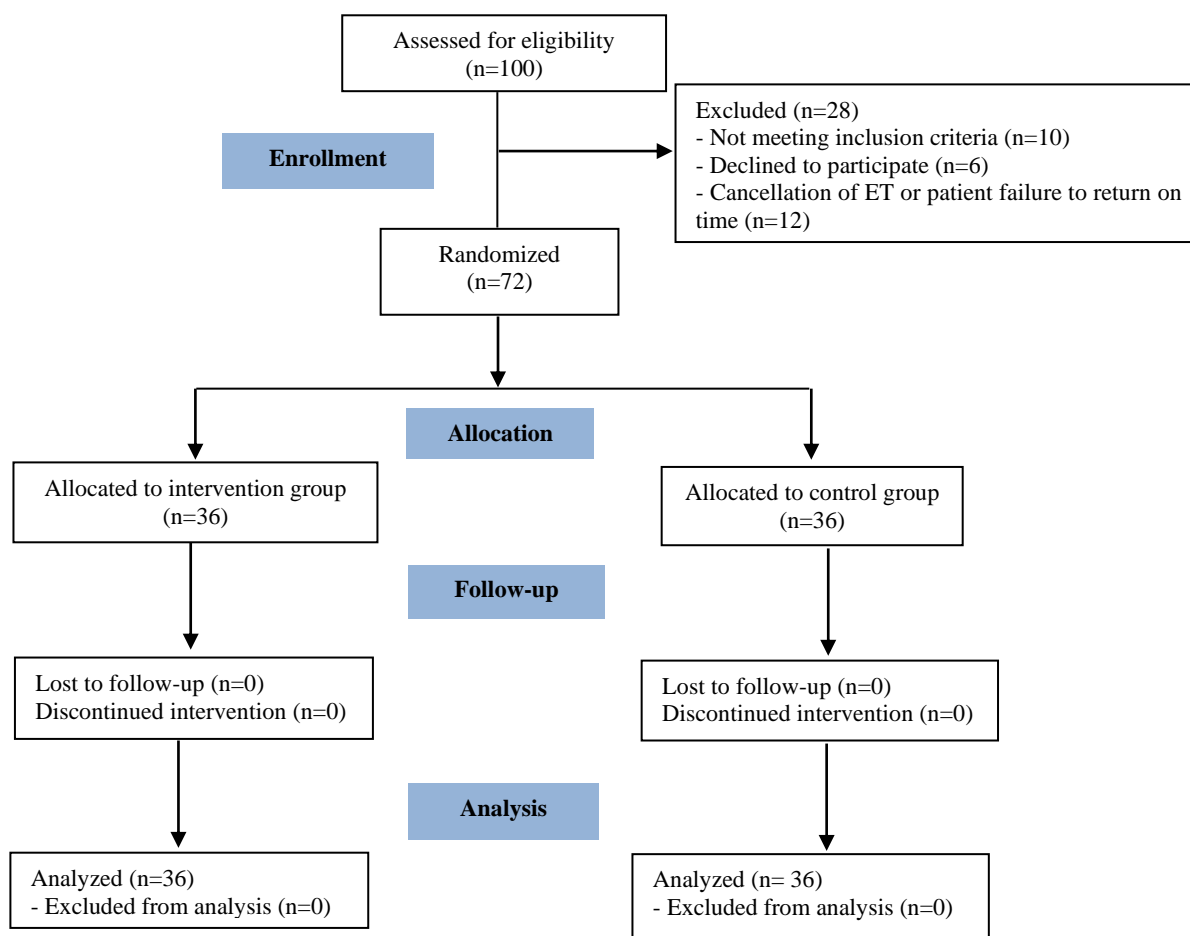 Assessed for eligibility
(n=100)
Excluded (n=28)
- Not meeting inclusion criteria (n=10)
- Declined to participate (n=6)
- Cancellation of ET or patient failure to return on
time (n=12)
Enrollment
Randomized
(n=72)
Allocation
Allocated to intervention group
(n=36)
Allocated to control group
(n=36)
Follow-up
Lost to follow-up (n=0)
Discontinued intervention (n=0)
Lost to follow-up (n=0)
Discontinued intervention (n=0)
Analysis
Analyzed (n=36)
- Excluded from analysis (n=0)
Analyzed (n= 36)
- Excluded from analysis (n=0)